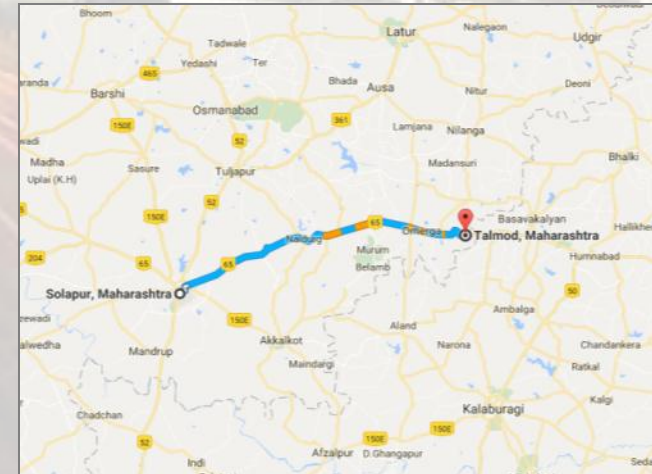 Bhoom
Nalegaon
Latur
Udgir
Tadwale
465
Yedashi
Ter
Bhada
Ausa
Nitur
Deoni
Barshi
Osmanabad
361
150E
52
Lamjana
Nilanga
Madha
Sasure
Tuljapur
Madansuri
Bhalki
Uplai (K.H)
52
150E
Basavakalyan
65
Omerga
Talmod, Maharashtra
Naldurg
Murum
204
65
65
Belamb
Humnabad
Solapur, Maharashtra
50
150E
Ambalga
Akkalkot
Aland
Mandrup
Narona
Chandankera
Maindargi
Ratkal
Kalaburagi
Kalgi
Chadchan
52
150E
150E
Indi
Afzalpur
D.Ghangapur